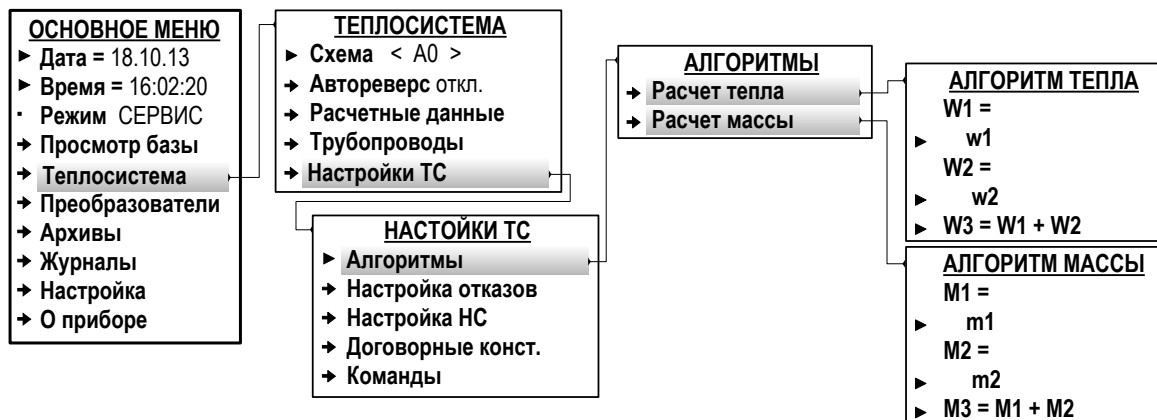 ОСНОВНОЕ МЕНЮ
Дата = 18.10.13
Время = 16:02:20
Режим СЕРВИС
Просмотр базы
Теплосистема
Преобразователи
Архивы
Журналы
Настройка
О приборе
ТЕПЛОСИСТЕМА
Схема < А0 >
Автореверс откл.
Расчетные данные
Трубопроводы
Настройки ТС
НАСТОЙКИ ТС
Алгоритмы
Настройка отказов
Настройка НС
Договорные конст.
Команды
АЛГОРИТМЫ
Расчет тепла
Расчет массы
АЛГОРИТМ ТЕПЛА
W1 =
w1
W2 =
w2
W3 = W1 + W2
АЛГОРИТМ МАССЫ
M1 =
m1
M2 =
m2
M3 = M1 + M2